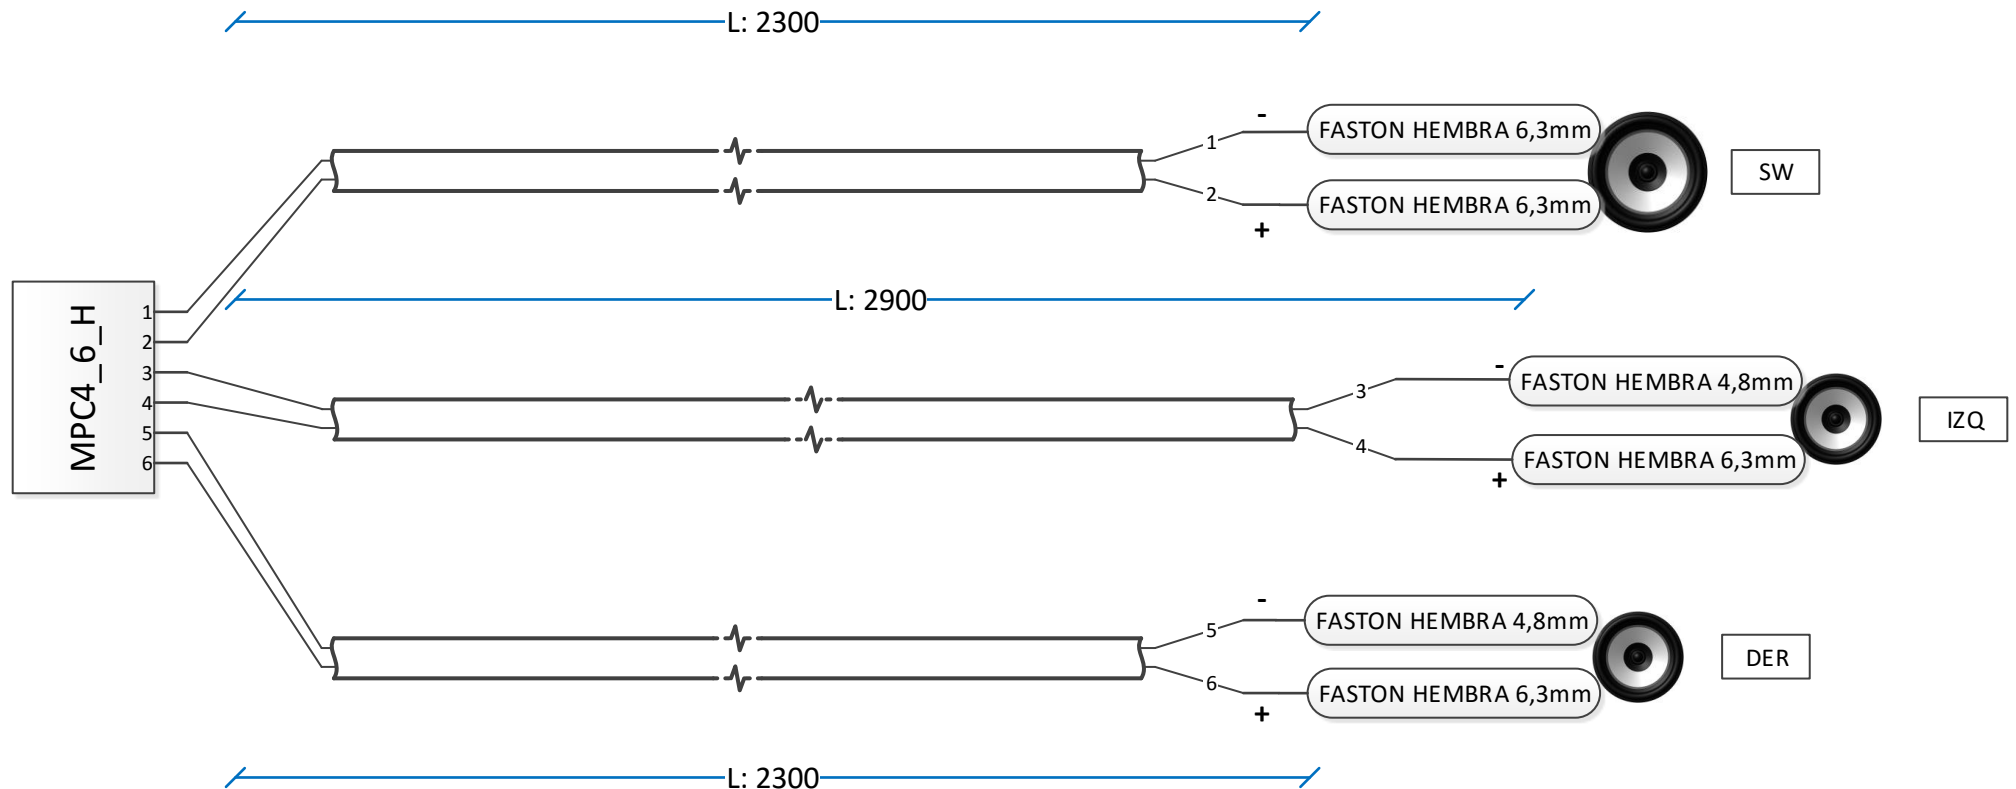 L: 2300
-
1
FASTON HEMBRA 6,3mm
SW
2
FASTON HEMBRA 6,3mm
+
L: 2900
MPC4_6_H
1
2
3
4
5
6
-
3
FASTON HEMBRA 4,8mm
IZQ
4
FASTON HEMBRA 6,3mm
+
-
5
FASTON HEMBRA 4,8mm
DER
6
FASTON HEMBRA 6,3mm
+
L: 2300